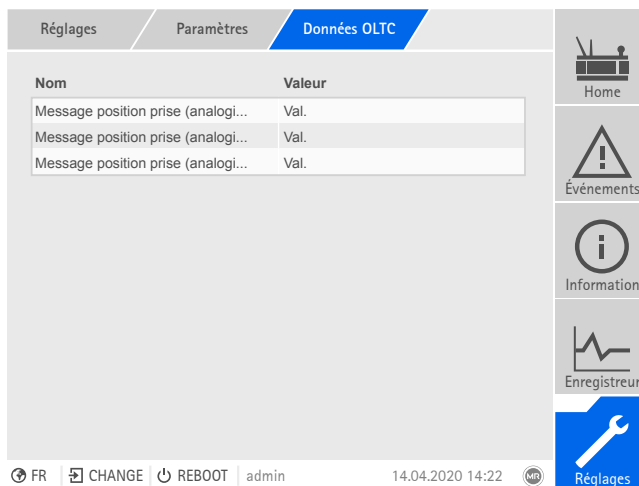 Réglages Paramètres Données OLTC
Nom Valeur
Message position prise (analogi... Val.
Message position prise (analogi... Val.
Message position prise (analogi... Val.
Home
Événements
Information
Enregistreur
Réglages
FR CHANGE REBOOT admin 14.04.2020 14:22 MR